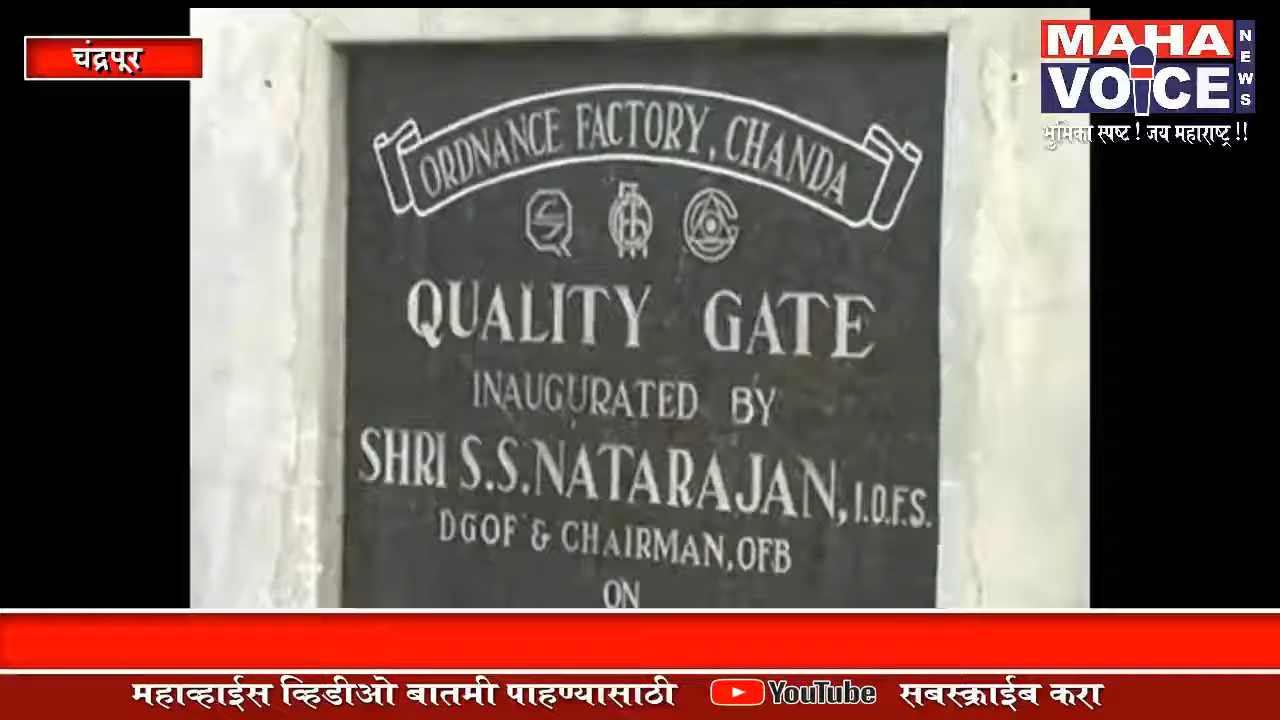 चंद्रपूर
MAHA
VOICE
NEWS
भुमिका स्पष्ट ! जय महाराष्ट्र !!
ORDNANCE FACTORY, CHANDA
QUALITY GATE
INAUGURATED BY
SHRI S.S.NATARAJAN, I.O.F.S.
DGOF & CHAIRMAN, OFB
ON
महाव्हाईस व्हिडीओ बातमी पाहण्यासाठी YouTube सबस्क्राईब करा